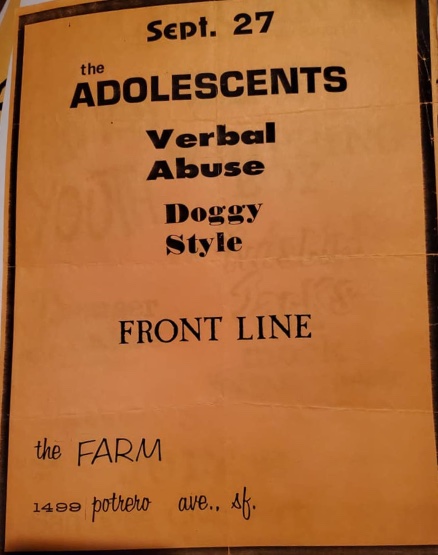 Sept. 27
the
ADOLESCENTS
Verbal
Abuse
Doggy
Style
FRONT LINE
the FARM
1499 potrero ave., sf.